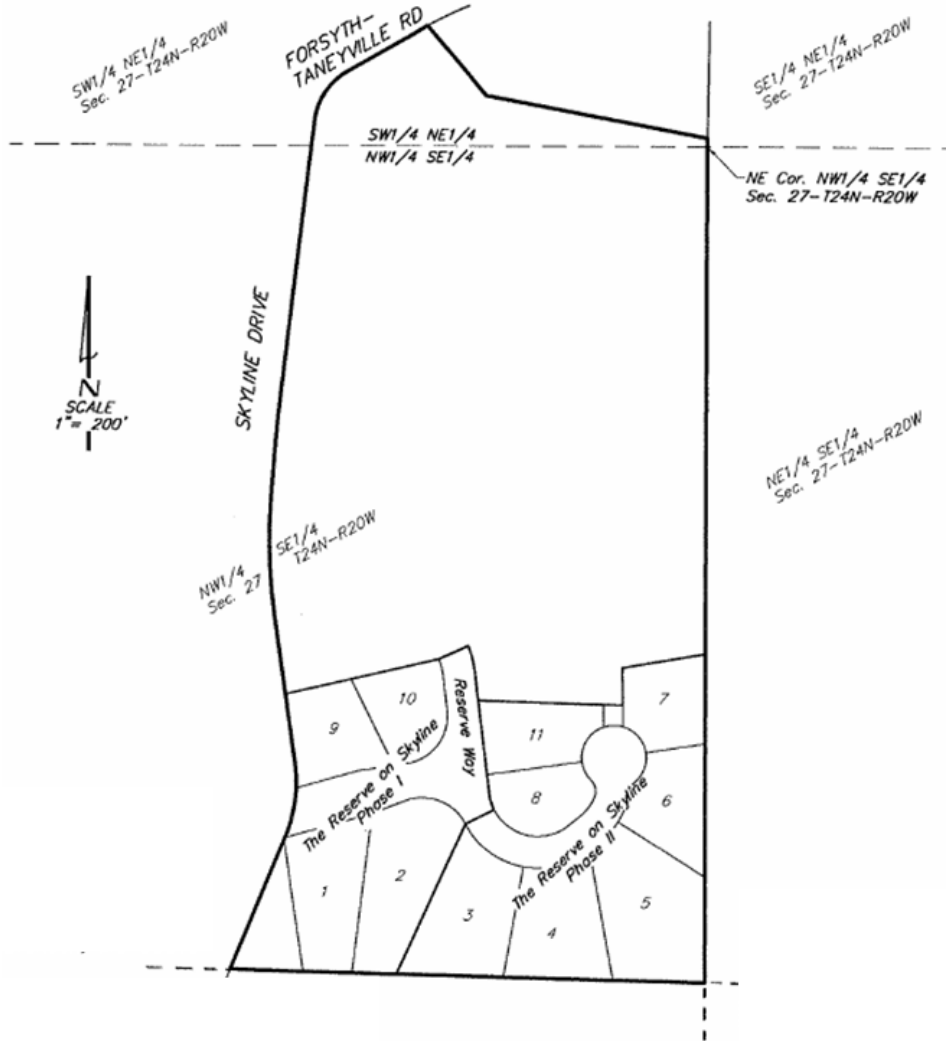 FORSYTH-
TANEYVILLE RD
SW1/4 NE1/4
Sec. 27-T24N-R20W
SE1/4 NE1/4
Sec. 27-T24N-R20W
SW1/4 NE1/4
NW1/4 SE1/4
NE Cor. NW1/4 SE1/4
Sec. 27-T24N-R20W
SKYLINE DRIVE
N
SCALE
1"= 200'
NE1/4 SE1/4
Sec. 27-T24N-R20W
NW1/4 SE1/4
Sec. 27 T24N-R20W
10
9
Reserve Way
7
11
The Reserve on Skyline
Phase I
8
6
The Reserve on Skyline
Phase II
1
2
3
4
5